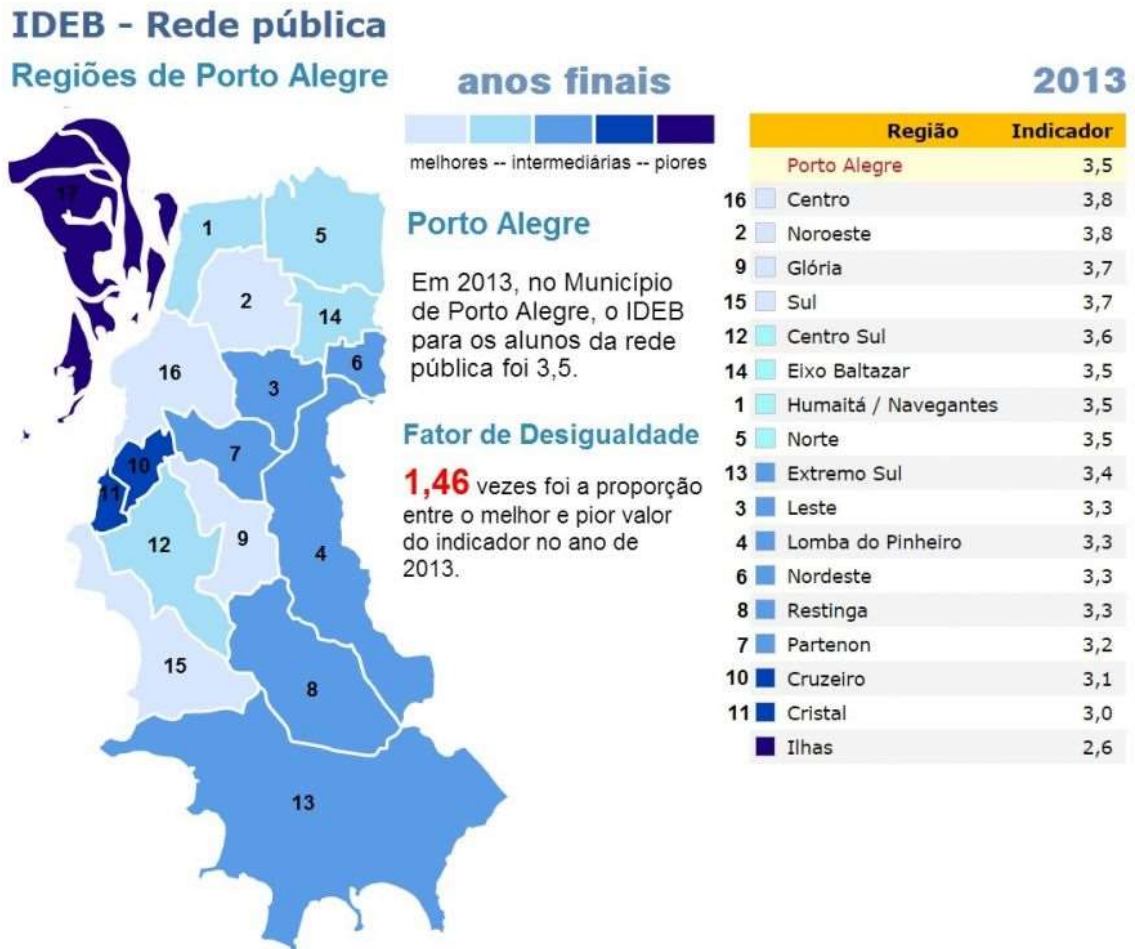 IDEB - Rede pública
Regiões de Porto Alegre
anos finais
melhores -- intermediárias -- piores
Porto Alegre
Em 2013, no Município
de Porto Alegre, o IDEB
para os alunos da rede
pública foi 3,5.
Fator de Desigualdade
1,46 vezes foi a proporção
entre o melhor e pior valor
do indicador no ano de
2013.
2013
Região Indicador
Porto Alegre 3,5
16 Centro 3,8
2 Noroeste 3,8
9 Glória 3,7
15 Sul 3,7
12 Centro Sul 3,6
14 Eixo Baltazar 3,5
1 Humaitá / Navegantes 3,5
5 Norte 3,5
13 Extremo Sul 3,4
3 Leste 3,3
4 Lomba do Pinheiro 3,3
6 Nordeste 3,3
8 Restinga 3,3
7 Partenon 3,2
10 Cruzeiro 3,1
11 Cristal 3,0
Ilhas 2,6
17
1
5
2
14
6
16
3
7
10
11
12
9
4
15
8
13